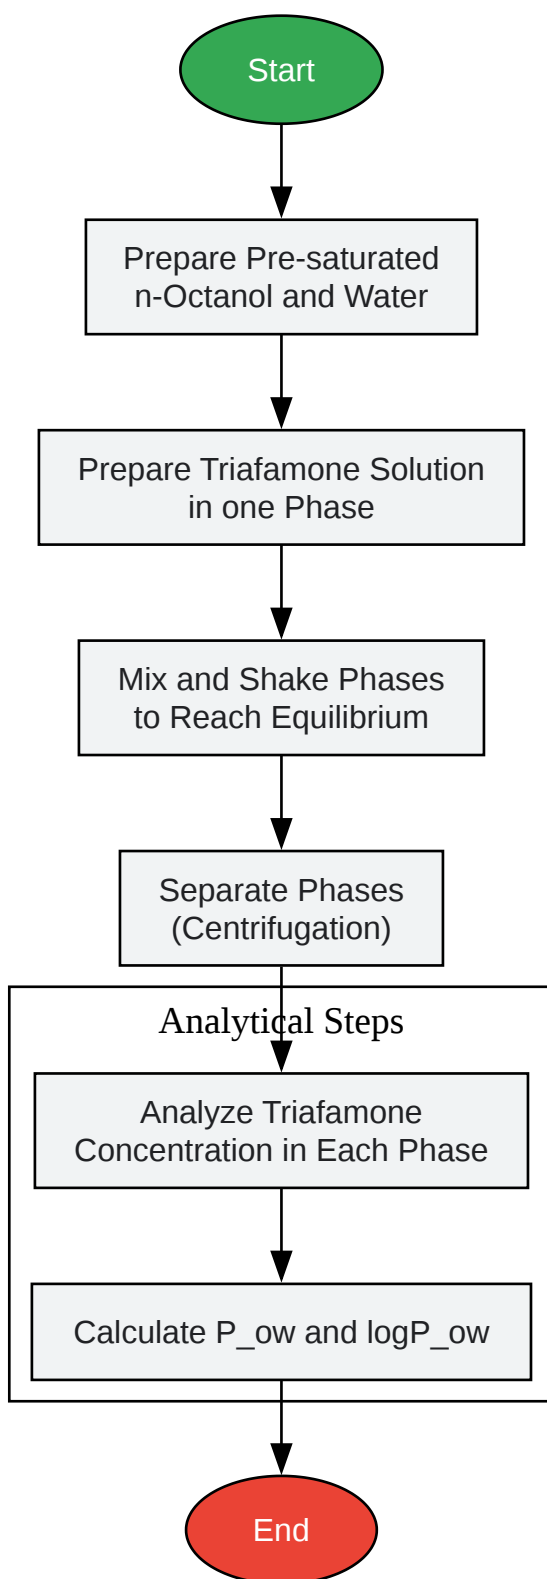 Start
Prepare Pre-saturated
n-Octanol and Water
Prepare Triafamone Solution
in one Phase
Mix and Shake Phases
to Reach Equilibrium
Separate Phases
(Centrifugation)
Analytical Steps
Analyze Triafamone
Concentration in Each Phase
Calculate P_ow and logP_ow
End